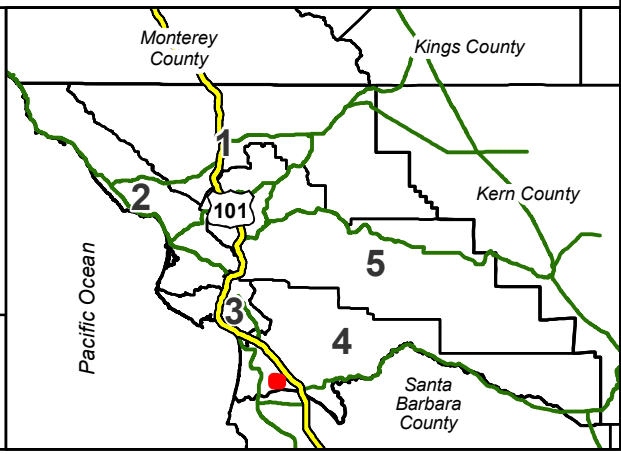 Monterey
County
Kings County
1
2
Kern County
101
Pacific Ocean
5
3
4
Santa
Barbara
County